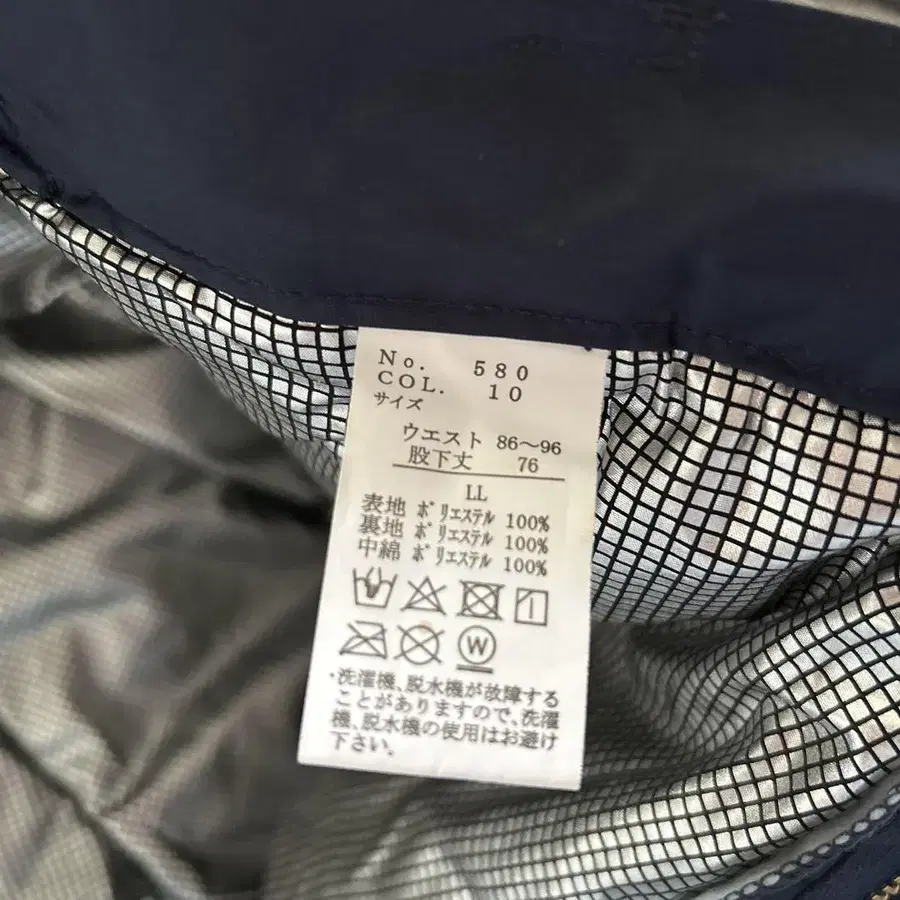 No. 580
COL. 10
サイズ
ウエスト 86〜96
股下丈 76
LL
表地 ポリエステル 100%
裏地 ポリエステル 100%
中綿 ポリエステル 100%
W
・洗濯機、脱水機が故障する
ことがありますので、洗濯
機、脱水機の使用はお避け
下さい。